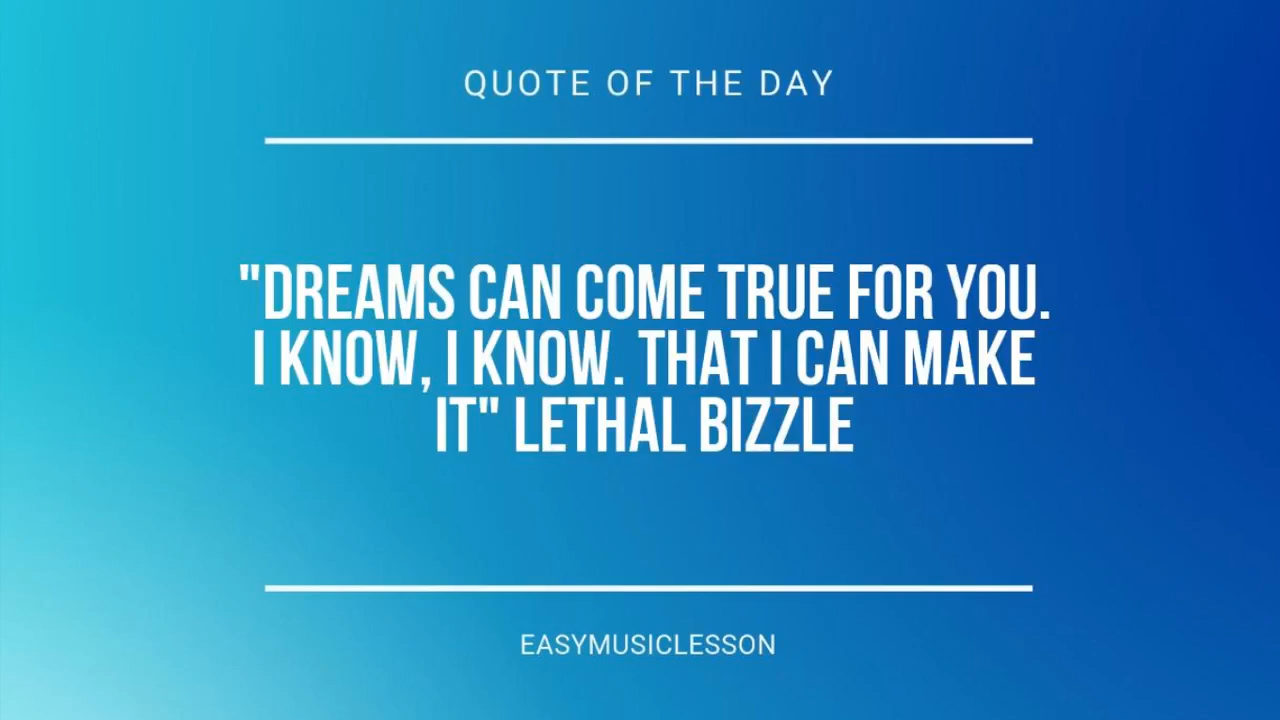 QUOTE OF THE DAY
"DREAMS CAN COME TRUE FOR YOU.
I KNOW, I KNOW. THAT I CAN MAKE
IT" LETHAL BIZZLE
EASYMUSICLESSON